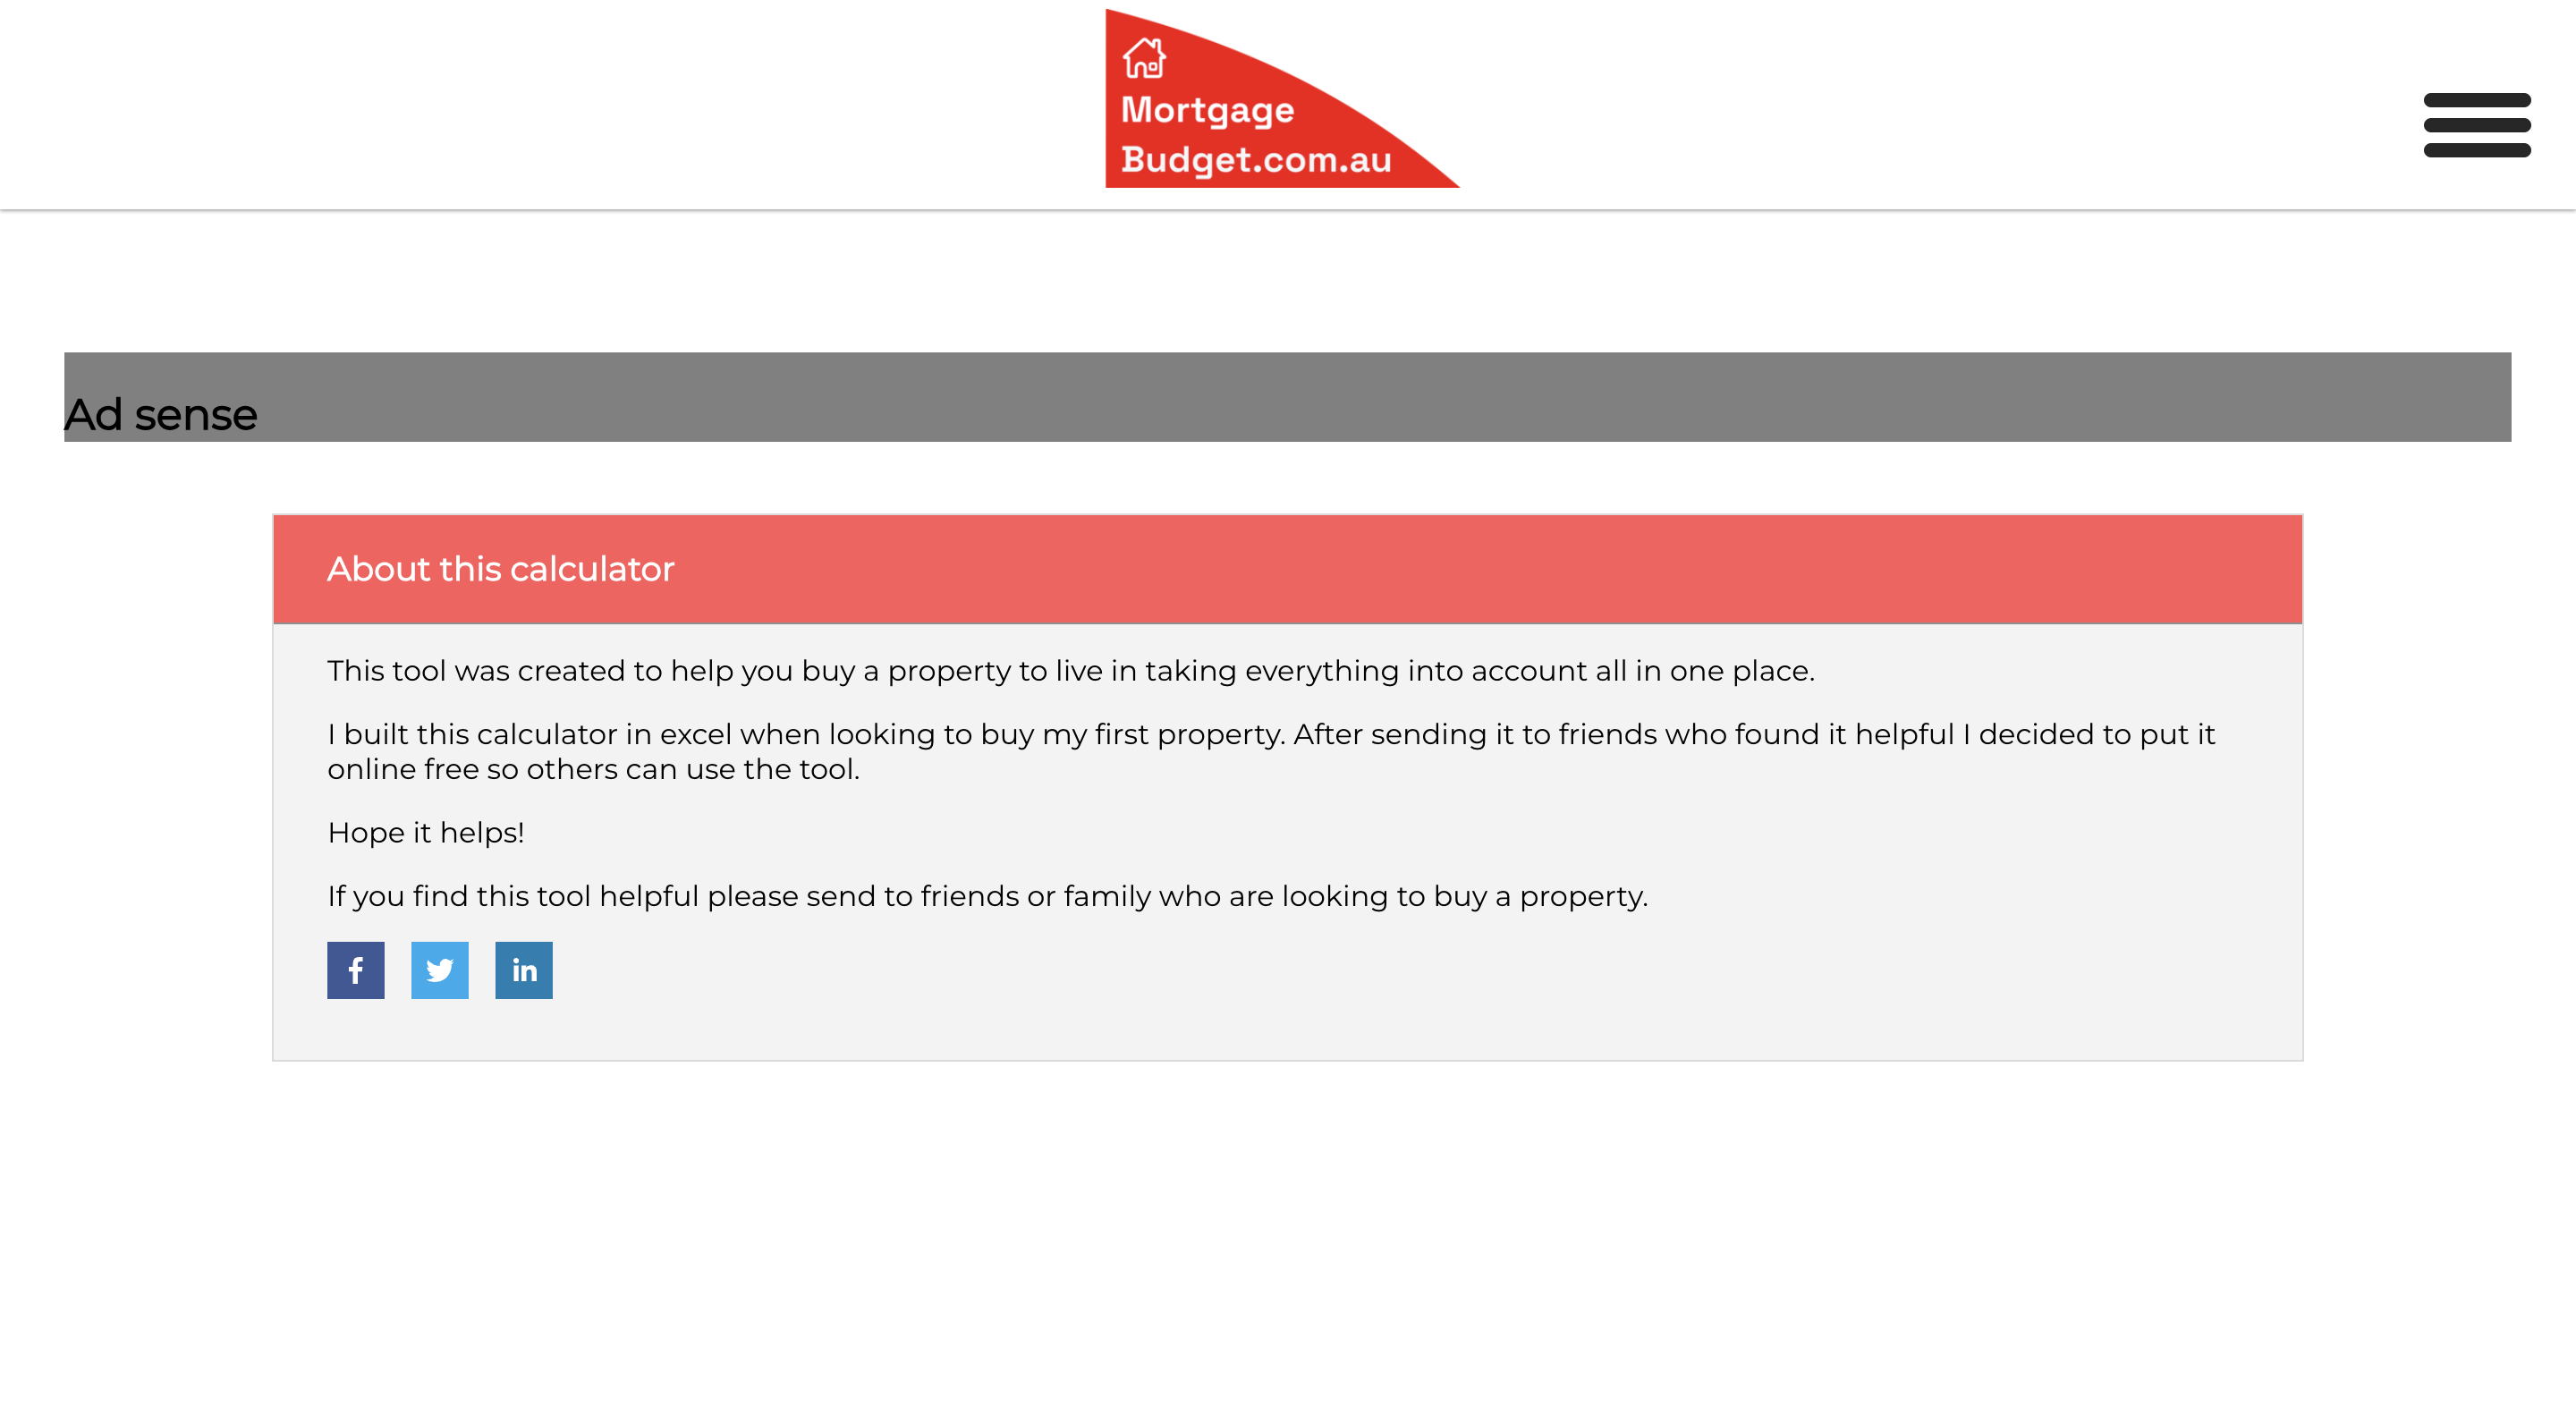 Mortgage
Budget.com.au
Ad sense
About this calculator
This tool was created to help you buy a property to live in taking everything into account all in one place.
I built this calculator in excel when looking to buy my first property. After sending it to friends who found it helpful I decided to put it
online free so others can use the tool.
Hope it helps!
If you find this tool helpful please send to friends or family who are looking to buy a property.
f
in